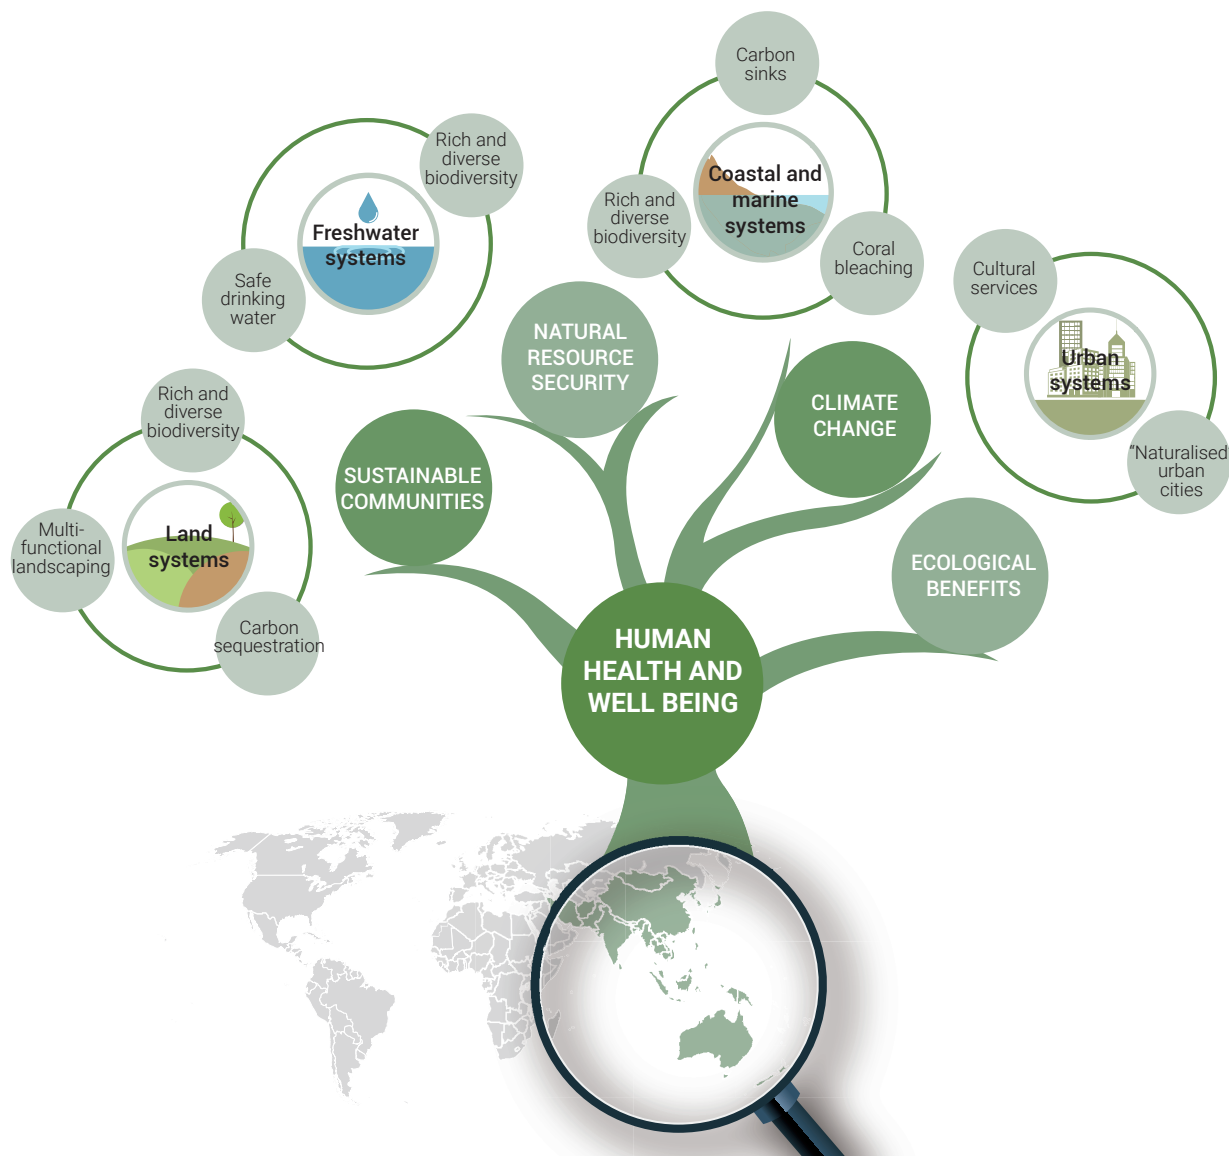 Carbon
sinks
Rich and
diverse
biodiversity
Coastal and
marine
systems
Coral
bleaching
Rich and
diverse
biodiversity
Freshwater
systems
Safe
drinking
water
Cultural
services
Urban
systems
"Naturalised
urban
cities
NATURAL
RESOURCE
SECURITY
CLIMATE
CHANGE
Rich and
diverse
biodiversity
Multi-
functional
landscaping
Land
systems
Carbon
sequestration
SUSTAINABLE
COMMUNITIES
ECOLOGICAL
BENEFITS
HUMAN
HEALTH AND
WELL BEING